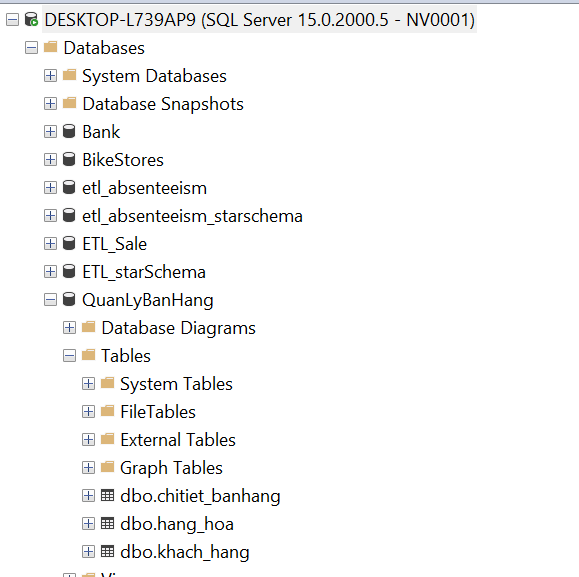 DESKTOP-L739AP9 (SQL Server 15.0.2000.5 - NV0001)
Databases
System Databases
Database Snapshots
Bank
BikeStores
etl_absenteeism
etl_absenteeism_starschema
ETL_Sale
ETL_starSchema
QuanLyBanHang
Database Diagrams
Tables
System Tables
FileTables
External Tables
Graph Tables
dbo.chitiet_banhang
dbo.hang_hoa
dbo.khach_hang